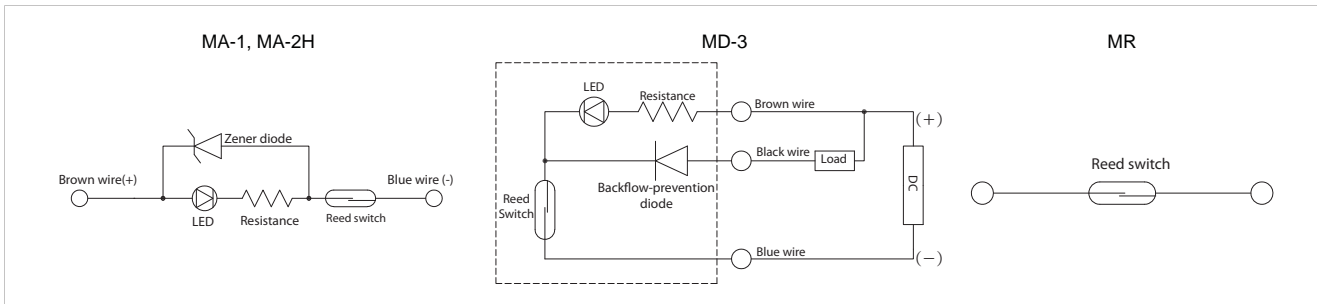 MA-1, MA-2H
Zener diode
Brown wire(+)
Blue wire (-)
LED
Resistance
Reed switch
MD-3
LED
Resistance
Brown wire
(+)
Black wire
Load
Backflow-prevention
diode
Reed
Switch
DC
Blue wire
(−)
MR
Reed switch